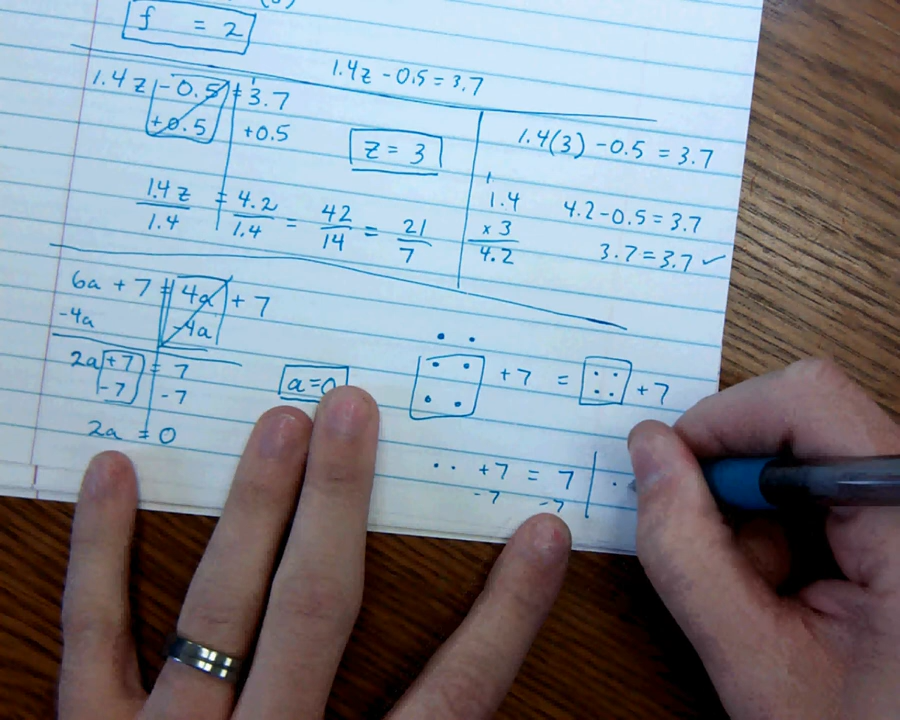 f = 2
1.4z - 0.5 = 3.7
1.4z - 0.5 = 3.7
+0.5 +0.5
z = 3
1.4z/1.4 = 4.2/1.4 = 42/14 = 21/7
1.4(3) - 0.5 = 3.7
1.4
x 3
4.2
4.2 - 0.5 = 3.7
3.7 = 3.7 ✓
6a + 7 = 4a + 7
-4a -4a
2a + 7 = 7
-7 -7
2a = 0
a = 0
+7 = +7
+7 = 7
-7 -7